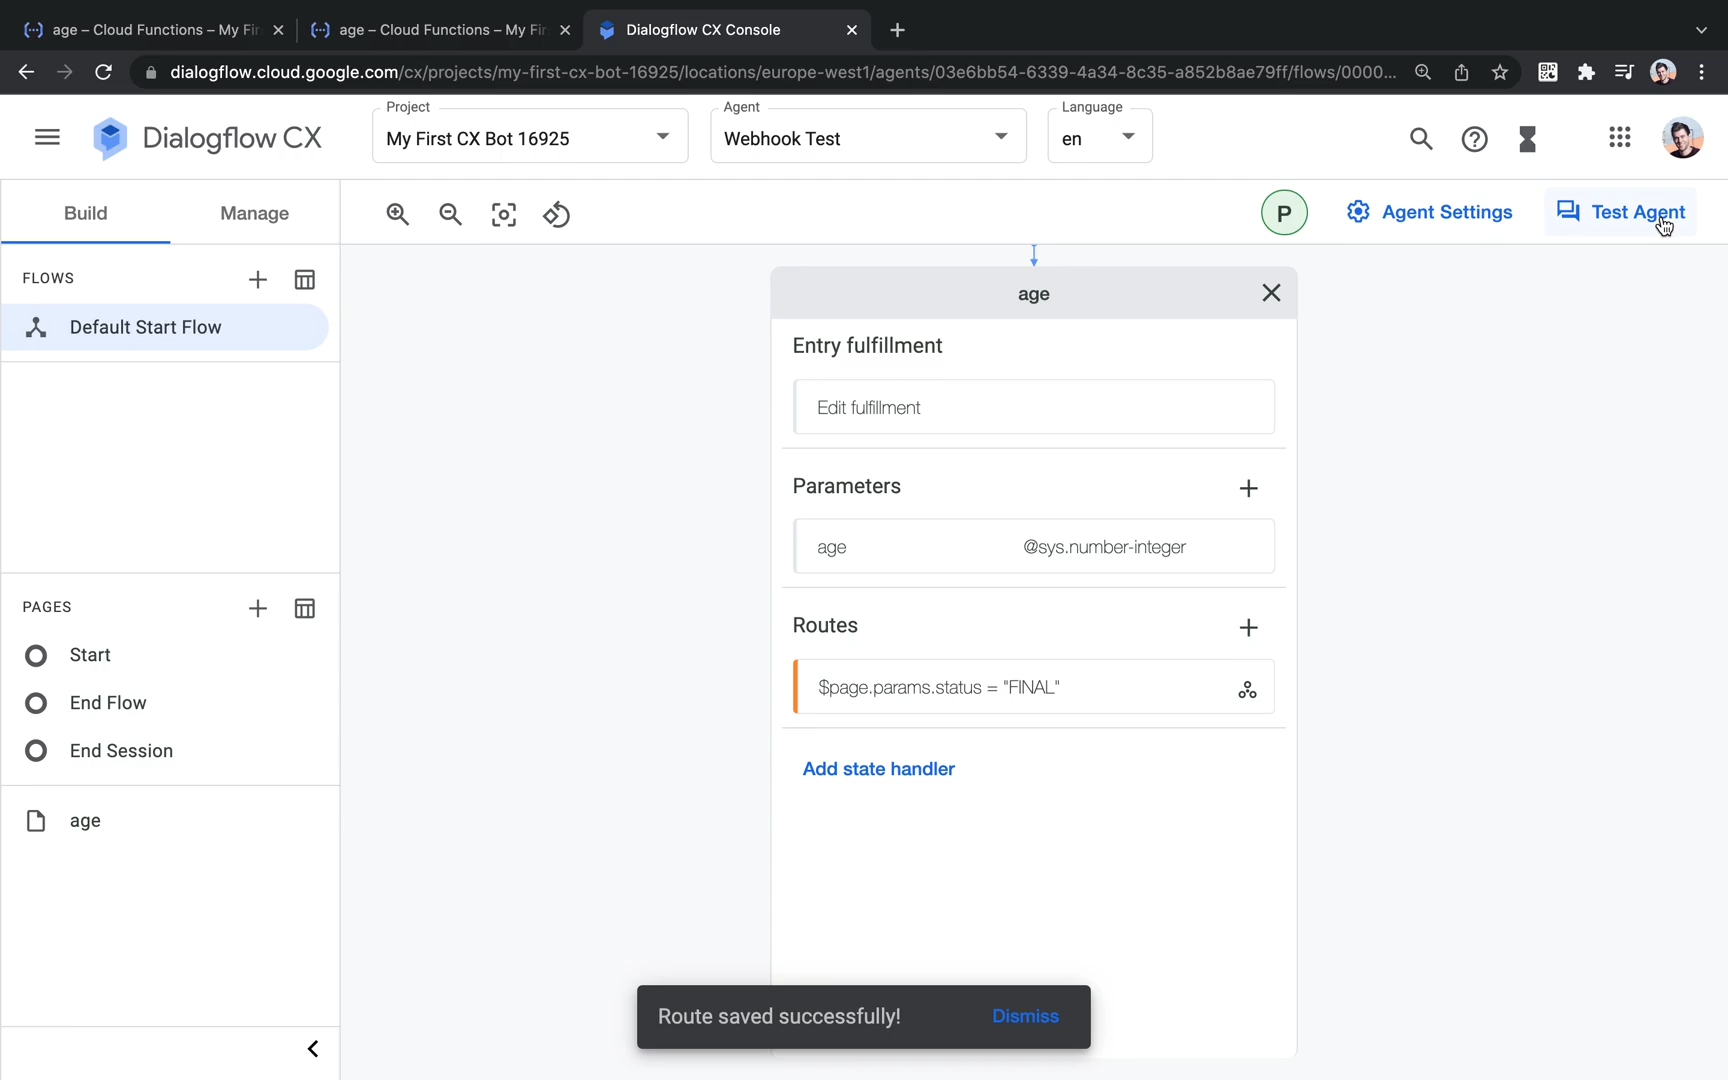 age – Cloud Functions – My Fir
age – Cloud Functions – My Fir
Dialogflow CX Console
dialogflow.cloud.google.com/cx/projects/my-first-cx-bot-16925/locations/europe-west1/agents/03e6bb54-6339-4a34-8c35-a852b8ae79ff/flows/0000...
Dialogflow CX
Project
My First CX Bot 16925
Agent
Webhook Test
Language
en
Build
Manage
P
Agent Settings
Test Agent
FLOWS
Default Start Flow
PAGES
Start
End Flow
End Session
age
age
Entry fulfillment
Edit fulfillment
Parameters
age @sys.number-integer
Routes
$page.params.status = "FINAL"
Add state handler
Route saved successfully! Dismiss